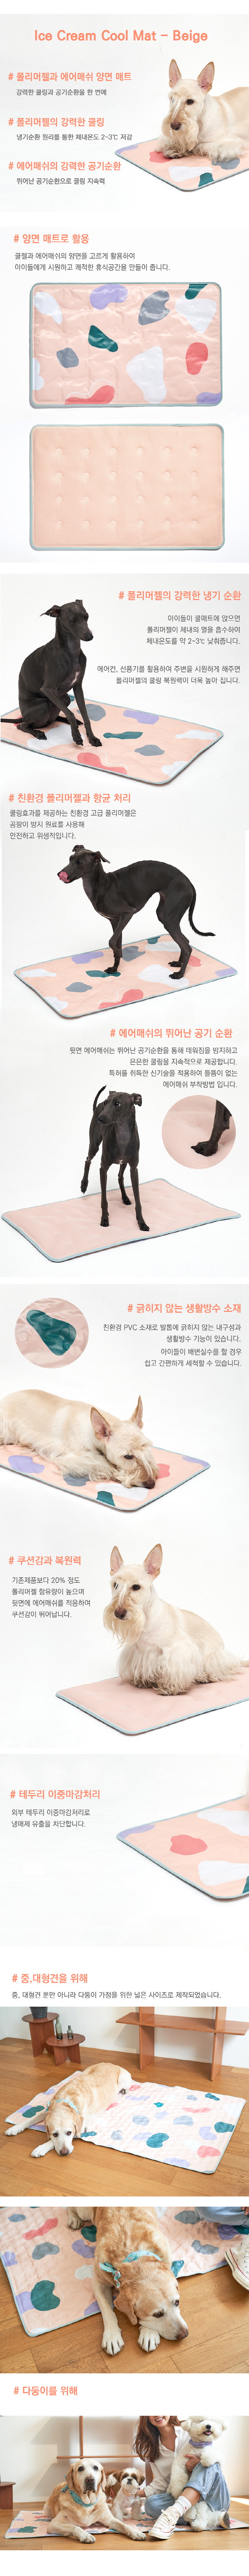 Ice Cream Cool Mat – Beige
# 폴리머젤과 에어매쉬 양면 매트
강력한 쿨링과 공기순환을 한 번에
# 폴리머젤의 강력한 쿨링
냉기순환 원리를 통한 체내온도 2~3℃ 저감
# 에어매쉬의 강력한 공기순환
뛰어난 공기순환으로 쿨링 지속력
# 양면 매트로 활용
쿨젤과 에어매쉬의 양면을 고르게 활용하여
아이들에게 시원하고 쾌적한 휴식공간을 만들어 줍니다.
# 폴리머젤의 강력한 냉기 순환
아이들이 쿨매트에 앉으면
폴리머젤이 체내의 열을 흡수하여
체내온도를 약 2~3℃ 낮춰줍니다.
에어컨, 선풍기를 활용하여 주변을 시원하게 해주면
폴리머젤의 쿨링 복원력이 더욱 높아 집니다.
# 친환경 폴리머젤과 항균 처리
쿨링효과를 제공하는 친환경 고급 폴리머젤은
곰팡이 방지 원료를 사용해
안전하고 위생적입니다.
# 에어매쉬의 뛰어난 공기 순환
뒷면 에어매쉬는 뛰어난 공기순환을 통해 데워짐을 방지하고
은은한 쿨링을 지속적으로 제공합니다.
특허를 취득한 신기술을 적용하여 들뜸이 없는
에어매쉬 부착방법 입니다.
# 긁히지 않는 생활방수 소재
친환경 PVC 소재로 발톱에 긁히지 않는 내구성과
생활방수 기능이 있습니다.
아이들이 배변실수를 할 경우
쉽고 간편하게 세척할 수 있습니다.
# 쿠션감과 복원력
기존제품보다 20% 정도
폴리머젤 함유량이 높으며
뒷면에 에어매쉬를 적용하여
쿠션감이 뛰어납니다.
# 테두리 이중마감처리
외부 테두리 이중마감처리로
냉매제 유출을 차단합니다.
# 중,대형견을 위해
중, 대형견 뿐만 아니라 다둥이 가정을 위한 넓은 사이즈로 제작되었습니다.
# 다둥이를 위해